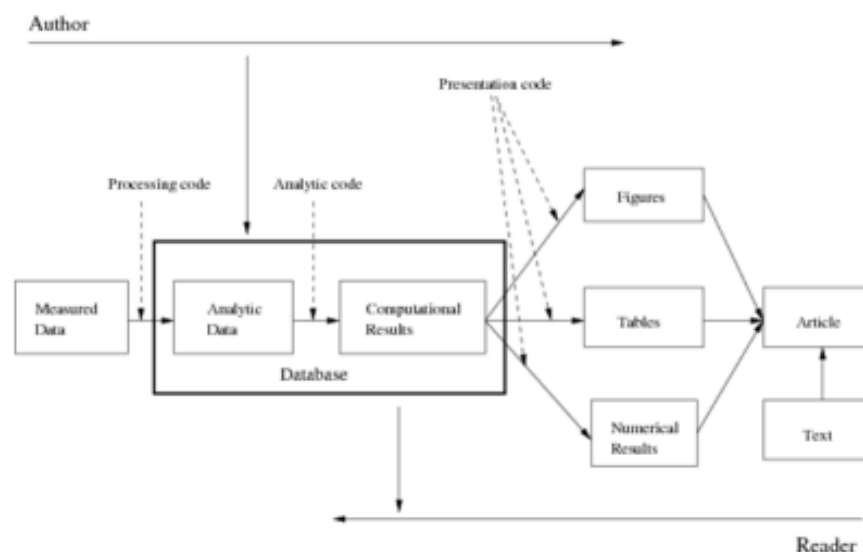 Author
Presentation code
Processing code
Analytic code
Figures
Measured
Data
Analytic
Data
Computational
Results
Tables
Article
Database
Numerical
Results
Text
Reader